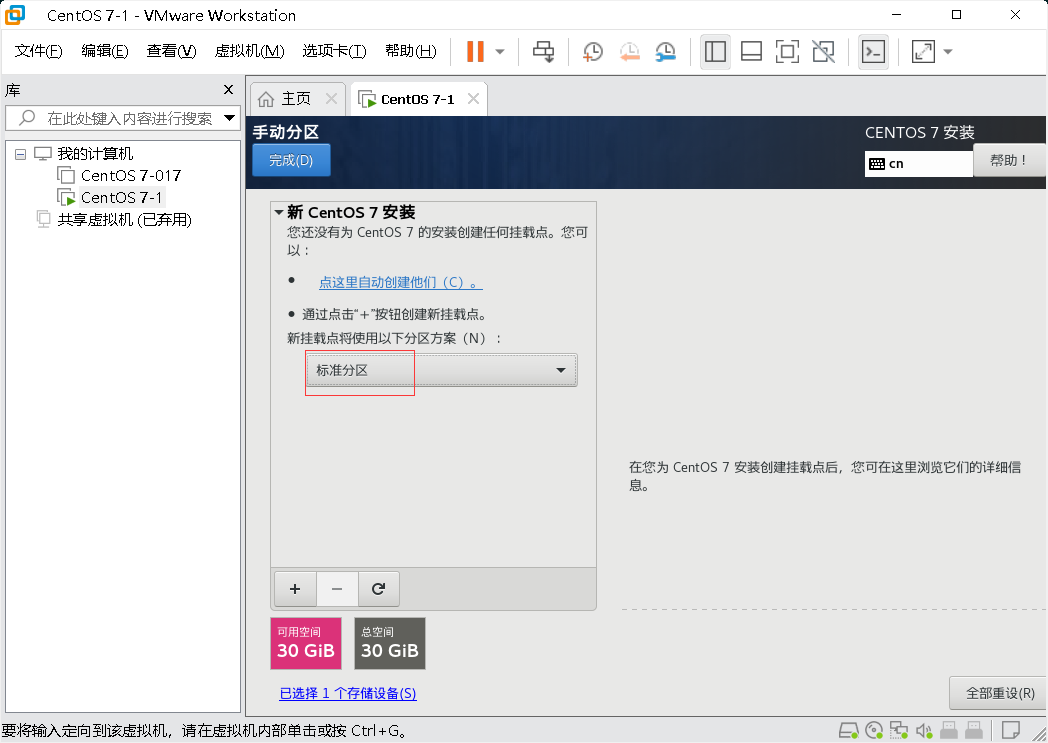 CentOS 7-1 - VMware Workstation
文件(F) 编辑(E) 查看(V) 虚拟机(M) 选项卡(T) 帮助(H)
库
主页 CentOS 7-1
在此处键入内容进行搜索
我的计算机
CentOS 7-017
CentOS 7-1
共享虚拟机 (已弃用)
手动分区
CENTOS 7 安装
完成(D)
cn
帮助！
新 CentOS 7 安装
您还没有为 CentOS 7 的安装创建任何挂载点。您可
以：
点这里自动创建他们（C）。
通过点击“+”按钮创建新挂载点。
新挂载点将使用以下分区方案（N）：
标准分区
在您为 CentOS 7 安装创建挂载点后，您可在这里浏览它们的详细信
息。
可用空间
30 GiB
总空间
30 GiB
已选择 1 个存储设备(S)
全部重设(R)
要将输入定向到该虚拟机，请在虚拟机内部单击或按 Ctrl+G。